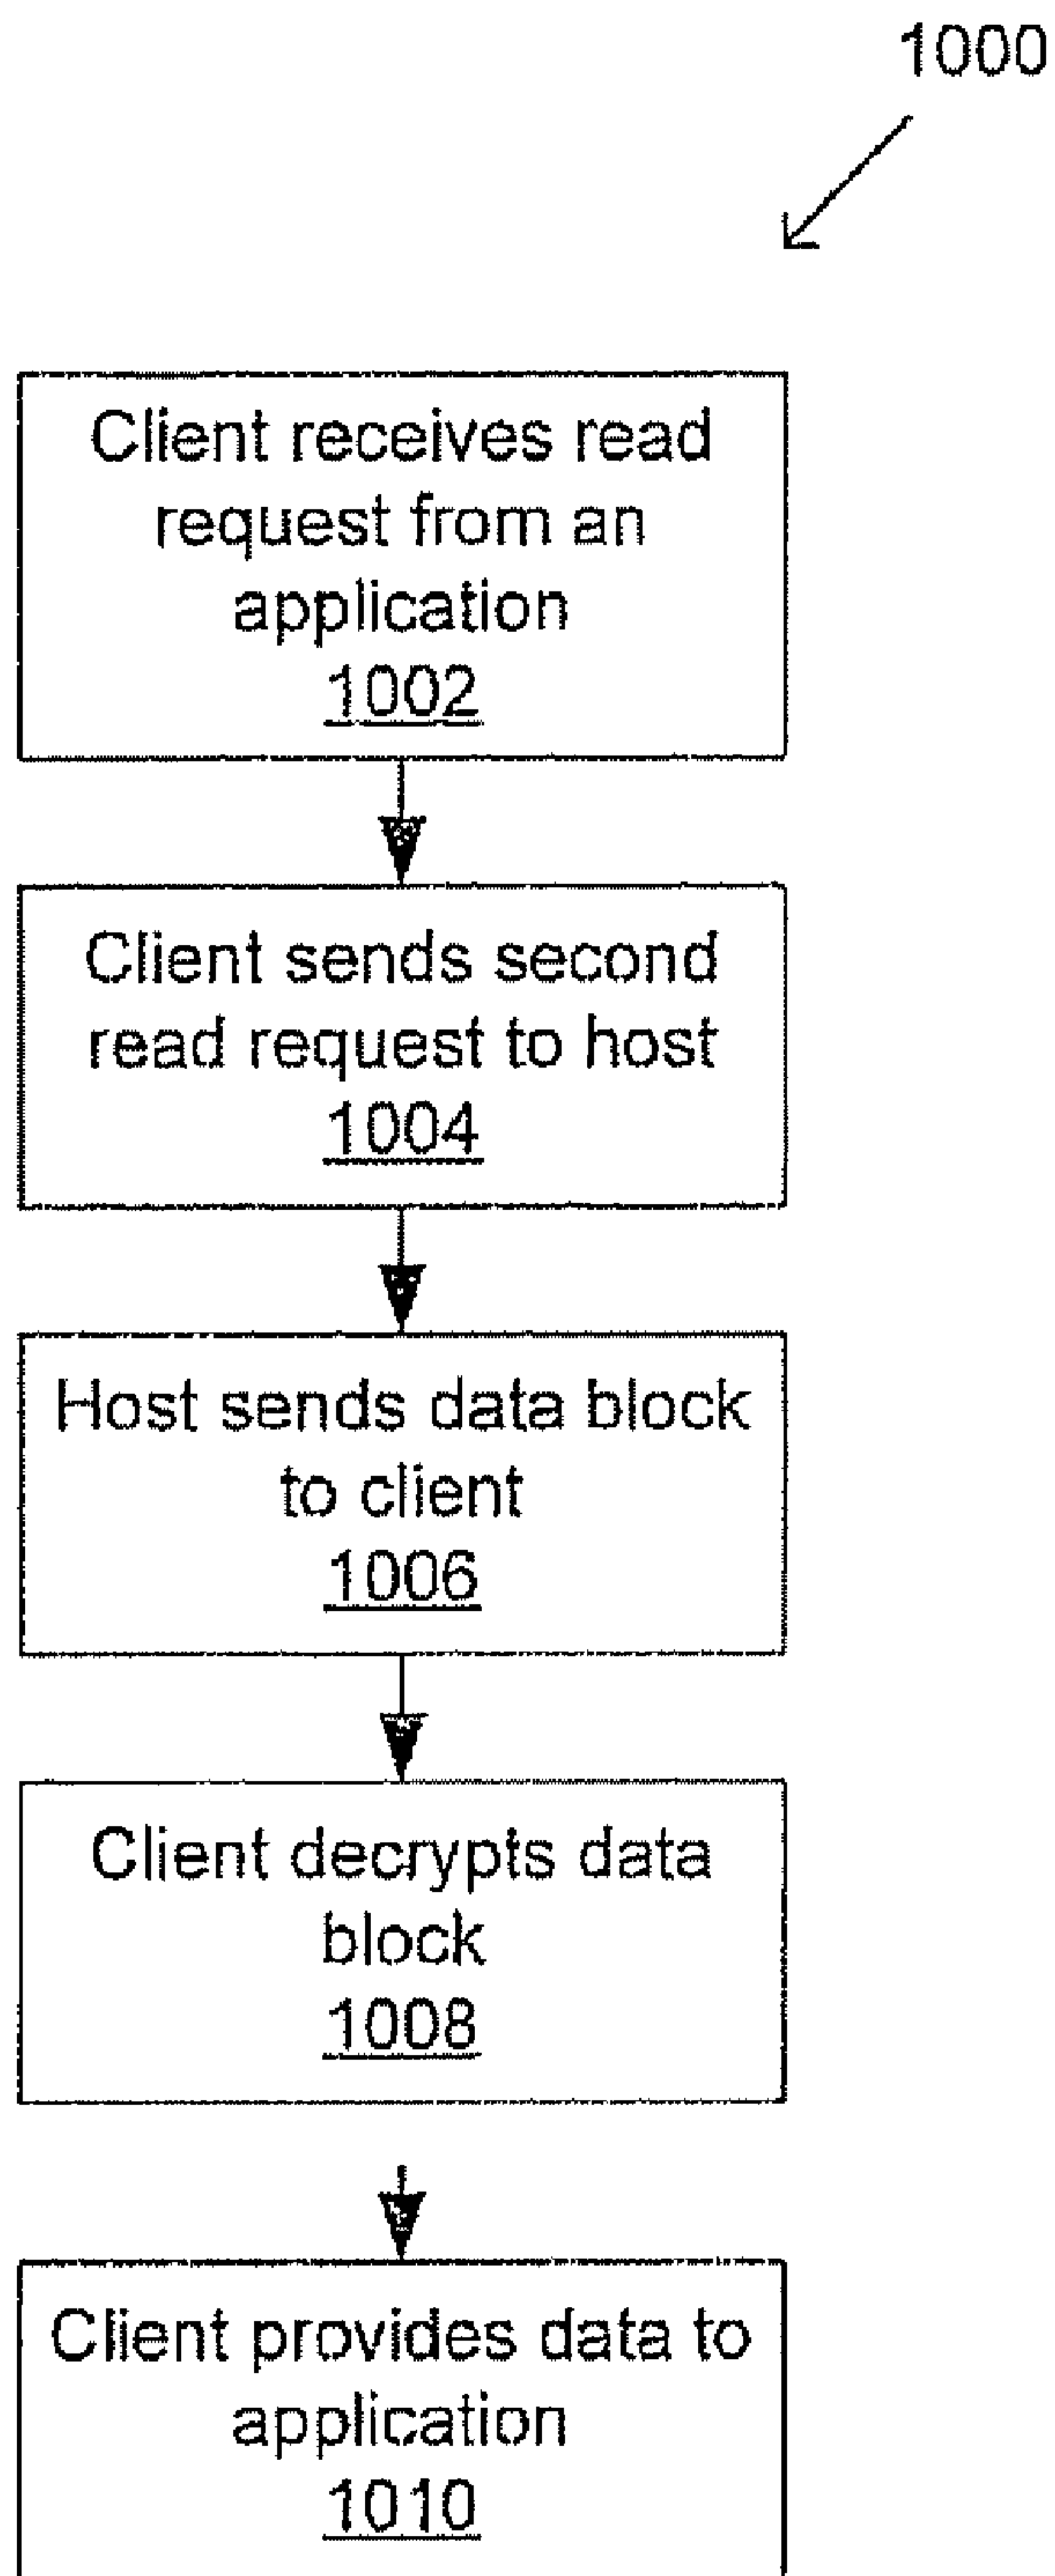 1000
Client receives read
request from an
application
1002
Client sends second
read request to host
1004
Host sends data block
to client
1006
Client decrypts data
block
1008
Client provides data to
application
1010